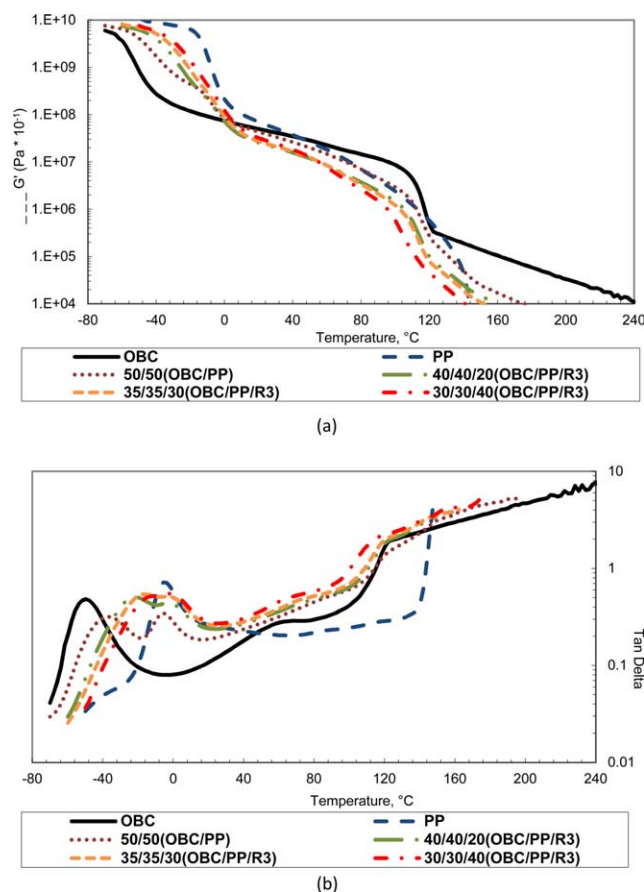 1.E+10
1.E+09
1.E+08
1.E+07
1.E+06
1.E+05
1.E+04
___ G' (Pa * 10⁻¹)
-80 -40 0 40 80 120 160 200 240
Temperature, °C
OBC PP
50/50(OBC/PP) 40/40/20(OBC/PP/R3)
35/35/30(OBC/PP/R3) 30/30/40(OBC/PP/R3)
(a)
10
1
0.1
0.01
Tan Delta
-80 -40 0 40 80 120 160 200 240
Temperature, °C
OBC PP
50/50(OBC/PP) 40/40/20(OBC/PP/R3)
35/35/30(OBC/PP/R3) 30/30/40(OBC/PP/R3)
(b)